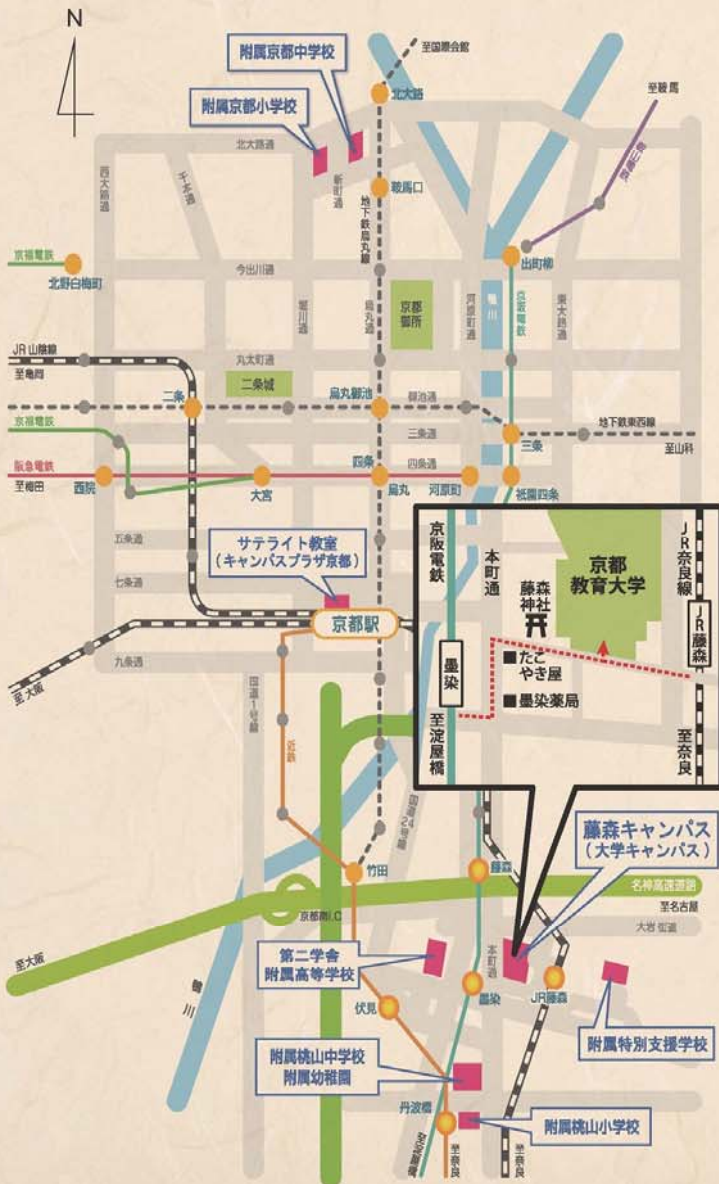 N
附属京都中学校
至国際会館
附属京都小学校
北大路
至鞍馬
北大路通
西大路通
千本通
新町通
地下鉄烏丸線
鞍馬口
叡山電鉄
京福電鉄
北野白梅町
今出川通
出町柳
堀川通
烏丸通
京都
御所
河原町通
鴨川
京阪電鉄
東大路通
JR山陰線
至亀岡
丸太町通
二条城
二条
烏丸御池
御池通
京福電鉄
三条通
三条
地下鉄東西線
至山科
阪急電鉄
至梅田
西院
大宮
四条
四条通
烏丸
河原町
祇園四条
五条通
サテライト教室
(キャンパスプラザ京都)
七条通
京都駅
九条通
至大阪
国道1号線
近鉄
国道24号線
京阪電鉄
本町通
藤森
神社
京都
教育大学
JR奈良線
JR藤森
墨染
■たこ
やき屋
■墨染薬局
至淀屋橋
至奈良
竹田
藤森
藤森キャンパス
(大学キャンパス)
名神高速道路
至名古屋
京都南I.C
大岩街道
至大阪
鴨川
第二学舎
附属高等学校
本町通
伏見
墨染
JR藤森
附属特別支援学校
附属桃山中学校
附属幼稚園
丹波橋
附属桃山小学校
至淀屋橋
至奈良
至奈良